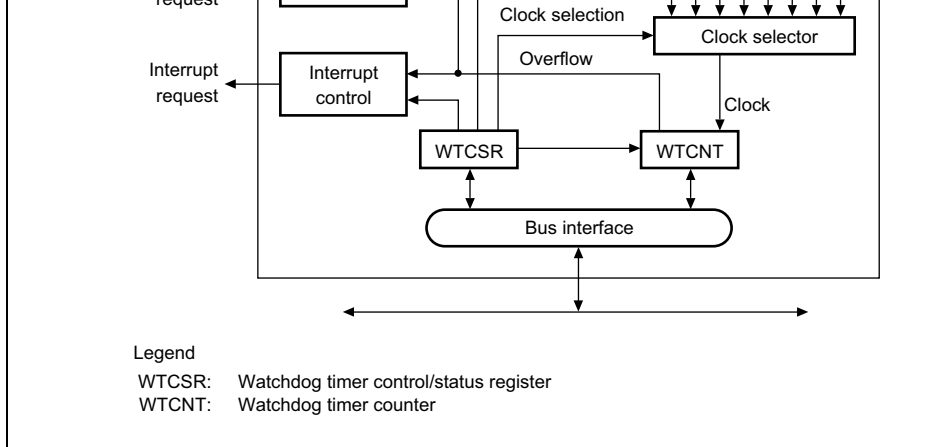 request
Clock selection
Clock selector
Overflow
Interrupt
request
Interrupt
control
Clock
WTCSR
WTCNT
Bus interface
Legend
WTCSR: Watchdog timer control/status register
WTCNT: Watchdog timer counter